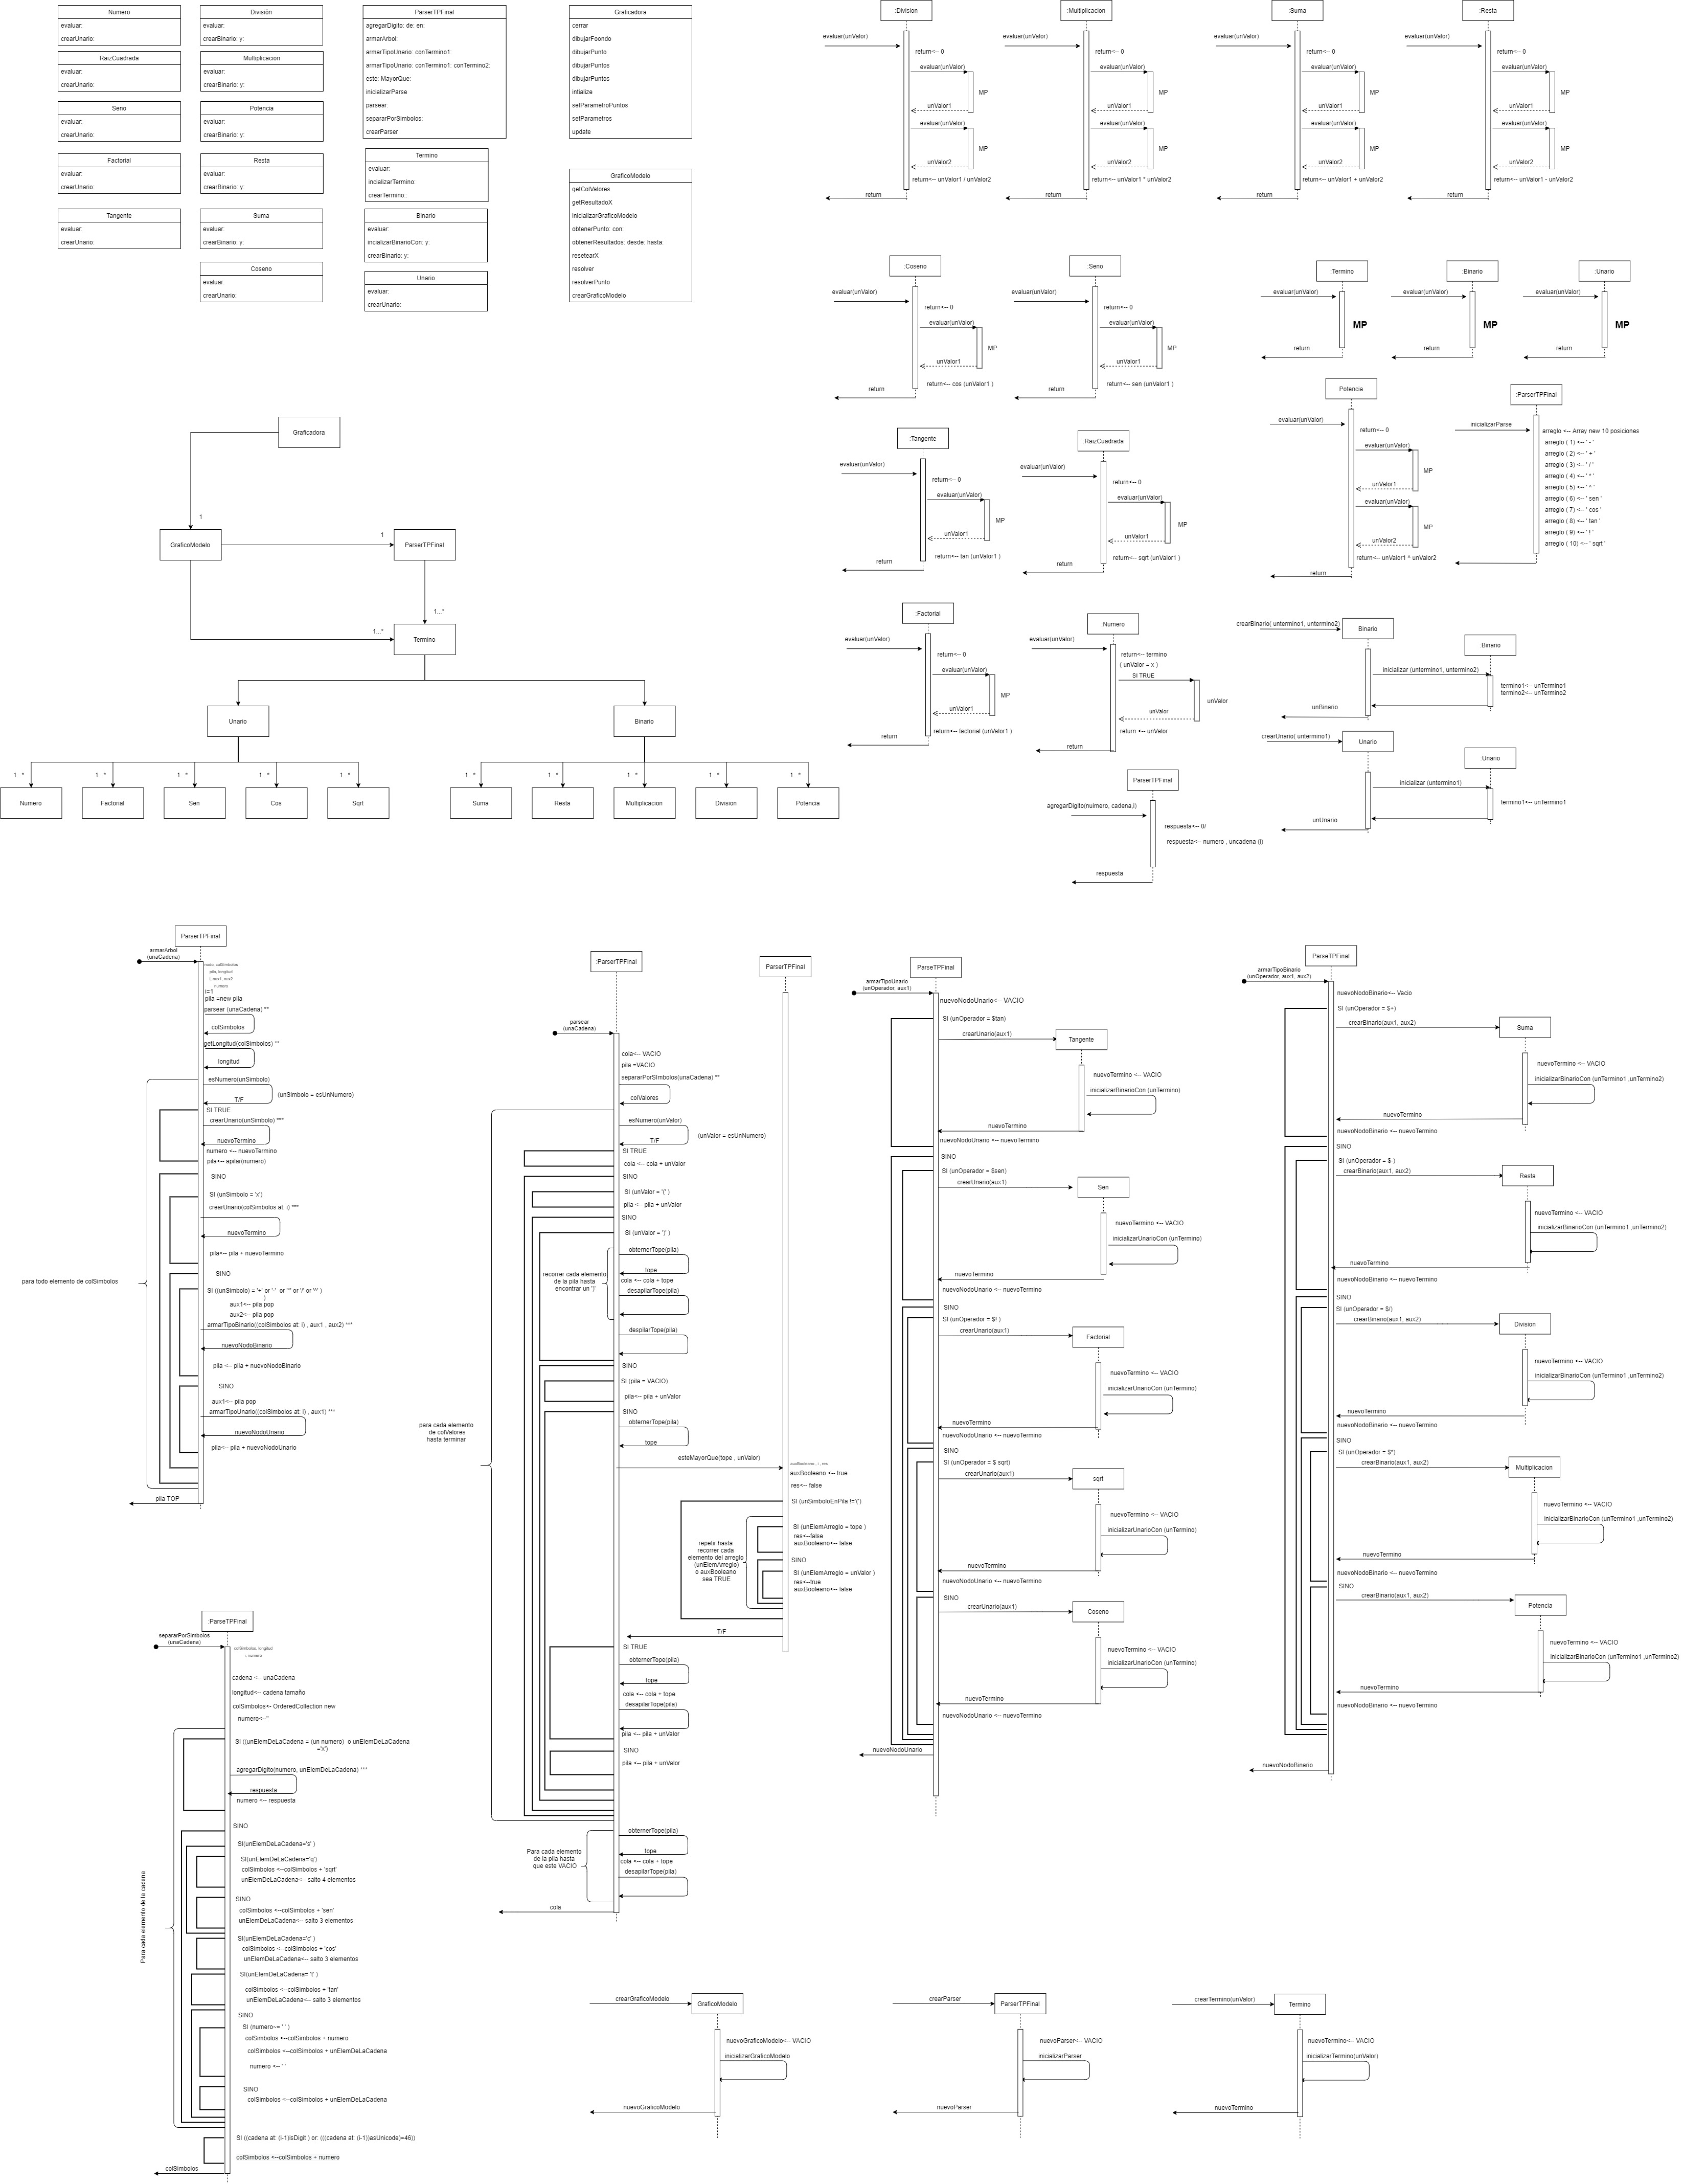 Numero
evaluar:
crearUnario:
División
evaluar:
crearBinario: y:
RaizCuadrada
evaluar:
crearUnario:
Multiplicacion
evaluar:
crearBinario: y:
Seno
evaluar:
crearUnario:
Potencia
evaluar:
crearBinario: y:
Factorial
evaluar:
crearUnario:
Resta
evaluar:
crearBinario: y:
Tangente
evaluar:
crearUnario:
Suma
evaluar:
crearBinario: y:
Coseno
evaluar:
crearUnario:
ParserTPFinal
agregarDigito: de: en:
armarArbol:
armarTipoUnario: conTermino1:
armarTipoUnario: conTermino1: conTermino2:
este: MayorQue:
inicializarParse
parsear:
separarPorSimbolos:
crearParser
Termino
evaluar:
incializarTermino:
crearTermino::
Binario
evaluar:
incializarBinarioCon: y:
crearBinario: y:
Unario
evaluar:
crearUnario:
Graficadora
cerrar
dibujarFoondo
dibujarPunto
dibujarPuntos
dibujarPuntos
intialize
setParametroPuntos
setParametros
update
GraficoModelo
getColValores
getResultadoX
inicializarGraficoModelo
obtenerPunto: con:
obtenerResultados: desde: hasta:
resetearX
resolver
resolverPunto
crearGraficoModelo
:Division
evaluar(unValor)
return<-- 0
evaluar(unValor)
MP
unValor1
evaluar(unValor)
MP
unValor2
return<-- unValor1 / unValor2
return
:Multiplicacion
evaluar(unValor)
return<-- 0
evaluar(unValor)
MP
unValor1
evaluar(unValor)
MP
unValor2
return<-- unValor1 * unValor2
return
:Suma
evaluar(unValor)
return<-- 0
evaluar(unValor)
MP
unValor1
evaluar(unValor)
MP
unValor2
return<-- unValor1 + unValor2
return
:Resta
evaluar(unValor)
return<-- 0
evaluar(unValor)
MP
unValor1
evaluar(unValor)
MP
unValor2
return<-- unValor1 - unValor2
return
:Coseno
evaluar(unValor)
return<-- 0
evaluar(unValor)
MP
unValor1
return<-- cos (unValor1 )
return
:Seno
evaluar(unValor)
return<-- 0
evaluar(unValor)
MP
unValor1
return<-- sen (unValor1 )
return
:Termino
evaluar(unValor)
MP
return
:Binario
evaluar(unValor)
MP
return
:Unario
evaluar(unValor)
MP
return
:Tangente
evaluar(unValor)
return<-- 0
evaluar(unValor)
MP
unValor1
return<-- tan (unValor1 )
return
:RaizCuadrada
evaluar(unValor)
return<-- 0
evaluar(unValor)
MP
unValor1
return<-- sqrt (unValor1 )
return
Potencia
evaluar(unValor)
return<-- 0
evaluar(unValor)
MP
unValor1
evaluar(unValor)
MP
unValor2
return<-- unValor1 ^ unValor2
return
:ParserTPFinal
inicializarParse
arreglo <-- Array new 10 posiciones
arreglo ( 1) <-- ' - '
arreglo ( 2) <-- ' + '
arreglo ( 3) <-- ' / '
arreglo ( 4) <-- ' * '
arreglo ( 5) <-- ' ^ '
arreglo ( 6) <-- ' sen '
arreglo ( 7) <-- ' cos '
arreglo ( 8) <-- ' tan '
arreglo ( 9) <-- ' ! '
arreglo ( 10) <-- ' sqrt '
:Factorial
evaluar(unValor)
return<-- 0
evaluar(unValor)
MP
unValor1
return<-- factorial (unValor1 )
return
:Numero
evaluar(unValor)
return<-- termino
( unValor = x )
SI TRUE
unValor
unValor
return <-- unValor
return
crearBinario( untermino1, untermino2)
Binario
:Binario
inicializar (untermino1, untermino2)
termino1<-- unTermino1
termino2<-- unTermino2
unBinario
crearUnario( untermino1)
Unario
:Unario
inicializar (untermino1)
termino1<-- unTermino1
unUnario
ParserTPFinal
agregarDigito(nuimero, cadena,i)
respuesta<-- 0/
respuesta<-- numero , uncadena (i)
respuesta
Graficadora
1
GraficoModelo
1
ParserTPFinal
1...*
1...*
Termino
Unario
Binario
1...*
1...*
1...*
1...*
1...*
1...*
1...*
1...*
1...*
1...*
Numero
Factorial
Sen
Cos
Sqrt
Suma
Resta
Multiplicacion
Division
Potencia
ParserTPFinal
armarArbol
(unaCadena)
nodo, colSimbolos
pila, longitud
i, aux1, aux2
numero
i=1
pila =new pila
parsear (unaCadena) **
colSimbolos
getLongitud(colSimbolos) **
longitud
esNumero(unSimbolo)
(unSimbolo = esUnNumero)
T/F
SI TRUE
crearUnario(unSimbolo) ***
nuevoTermino
numero <-- nuevoTermino
pila<-- apilar(numero)
SINO
SI (unSimbolo = 'x')
crearUnario(colSimbolos at: i) ***
nuevoTermino
pila<-- pila + nuevoTermino
para todo elemento de colSimbolos
SINO
SI ((unSimbolo) = '+' or '-' or '*' or '/' or '^' )
)
aux1<-- pila pop
aux2<-- pila pop
armarTipoBinario((colSimbolos at: i) , aux1 , aux2) ***
nuevoNodoBinario
pila <-- pila + nuevoNodoBinario
SINO
aux1<-- pila pop
armarTipoUnario((colSimbolos at: i) , aux1) ***
nuevoNodoUnario
pila<-- pila + nuevoNodoUnario
pila TOP
:ParserTPFinal
parsear
(unaCadena)
cola<-- VACIO
pila =VACIO
separarPorSImbolos(unaCadena) **
colValores
esNumero(unValor)
(unValor = esUnNumero)
T/F
SI TRUE
cola <-- cola + unValor
SINO
SI (unValor = '(' )
pila <-- pila + unValor
SINO
SI (unValor = ')' )
obternerTope(pila)
recorrer cada elemento
de la pila hasta
encontrar un ')'
tope
cola <-- cola + tope
desapilarTope(pila)
despilarTope(pila)
SINO
SI (pila = VACIO)
pila<-- pila + unValor
SINO
obternerTope(pila)
tope
para cada elemento
de colValores
hasta terminar
esteMayorQue(tope , unValor)
ParserTPFinal
auxBooleano , i , res
auxBooleano <-- true
res<-- false
SI (unSimboloEnPila !='(')
repetir hasta
recorrer cada
elemento del arreglo
(unElemArreglo)
o auxBooleano
sea TRUE
SI (unElemArreglo = tope )
res<--false
auxBooleano<-- false
SINO
SI (unElemArreglo = unValor )
res<--true
auxBooleano<-- false
T/F
SI TRUE
obternerTope(pila)
tope
cola <-- cola + tope
desapilarTope(pila)
pila <-- pila + unValor
SINO
pila <-- pila + unValor
obternerTope(pila)
Para cada elemento
de la pila hasta
que este VACIO
tope
cola <-- cola + tope
desapilarTope(pila)
cola
ParseTPFinal
armarTipoUnario
(unOperador, aux1)
nuevoNodoUnario<-- VACIO
SI (unOperador = $tan)
crearUnario(aux1)
Tangente
nuevoTermino <-- VACIO
inicializarBinarioCon (unTermino)
nuevoTermino
nuevoNodoUnario <-- nuevoTermino
SINO
SI (unOperador = $sen)
crearUnario(aux1)
Sen
nuevoTermino <-- VACIO
inicializarUnarioCon (unTermino)
nuevoTermino
nuevoNodoUnario <-- nuevoTermino
SINO
SI (unOperador = $! )
crearUnario(aux1)
Factorial
nuevoTermino <-- VACIO
inicializarUnarioCon (unTermino)
nuevoTermino
nuevoNodoUnario <-- nuevoTermino
SINO
SI (unOperador = $ sqrt)
crearUnario(aux1)
sqrt
nuevoTermino <-- VACIO
inicializarUnarioCon (unTermino)
nuevoTermino
nuevoNodoUnario <-- nuevoTermino
SINO
crearUnario(aux1)
Coseno
nuevoTermino <-- VACIO
inicializarUnarioCon (unTermino)
nuevoTermino
nuevoNodoUnario <-- nuevoTermino
nuevoNodoUnario
ParseTPFinal
armarTipoBinario
(unOperador, aux1, aux2)
nuevoNodoBinario<-- Vacio
SI (unOperador = $+)
crearBinario(aux1, aux2)
Suma
nuevoTermino <-- VACIO
inicializarBinarioCon (unTermino1 ,unTermino2)
nuevoTermino
nuevoNodoBinario <-- nuevoTermino
SINO
SI (unOperador = $-)
crearBinario(aux1, aux2)
Resta
nuevoTermino <-- VACIO
inicializarBinarioCon (unTermino1 ,unTermino2)
nuevoTermino
nuevoNodoBinario <-- nuevoTermino
SINO
SI (unOperador = $/)
crearBinario(aux1, aux2)
Division
nuevoTermino <-- VACIO
inicializarBinarioCon (unTermino1 ,unTermino2)
nuevoTermino
nuevoNodoBinario <-- nuevoTermino
SINO
SI (unOperador = $*)
crearBinario(aux1, aux2)
Multiplicacion
nuevoTermino <-- VACIO
inicializarBinarioCon (unTermino1 ,unTermino2)
nuevoTermino
nuevoNodoBinario <-- nuevoTermino
SINO
crearBinario(aux1, aux2)
Potencia
nuevoTermino <-- VACIO
inicializarBinarioCon (unTermino1 ,unTermino2)
nuevoTermino
nuevoNodoBinario <-- nuevoTermino
nuevoNodoBinario
:ParseTPFinal
separarPorSimbolos
(unaCadena)
colSimbolos, longitud
i, numero
cadena <-- unaCadena
longitud<-- cadena tamaño
colSimbolos<- OrderedCollection new
numero<--''
SI ((unElemDeLaCadena = (un numero) o unElemDeLaCadena
='x')
agregarDigito(numero, unElemDeLaCadena) ***
respuesta
numero <-- respuesta
SINO
SI(unElemDeLaCadena='s' )
SI(unElemDeLaCadena='q')
colSimbolos <--colSimbolos + 'sqrt'
unElemDeLaCadena<-- salto 4 elementos
Para cada elemento de la cadena
SINO
colSimbolos <--colSimbolos + 'sen'
unElemDeLaCadena<-- salto 3 elementos
SI(unElemDeLaCadena='c' )
colSimbolos <--colSimbolos + 'cos'
unElemDeLaCadena<-- salto 3 elementos
SI(unElemDeLaCadena= 't' )
colSimbolos <--colSimbolos + 'tan'
unElemDeLaCadena<-- salto 3 elementos
SINO
SI (numero~= ' ' )
colSimbolos <--colSimbolos + numero
colSimbolos <--colSimbolos + unElemDeLaCadena
numero <-- ' '
SINO
colSimbolos <--colSimbolos + unElemDeLaCadena
SI ((cadena at: (i-1)isDigit ) or: (((cadena at: (i-1))asUnicode)=46))
colSimbolos <--colSimbolos + numero
colSimbolos
crearGraficoModelo
GraficoModelo
nuevoGraficoModelo<-- VACIO
inicializarGraficoModelo
nuevoGraficoModelo
crearParser
ParserTPFinal
nuevoParser<-- VACIO
inicializarParser
nuevoParser
crearTermino(unValor)
Termino
nuevoTermino<-- VACIO
inicializarTermino(unValor)
nuevoTermino